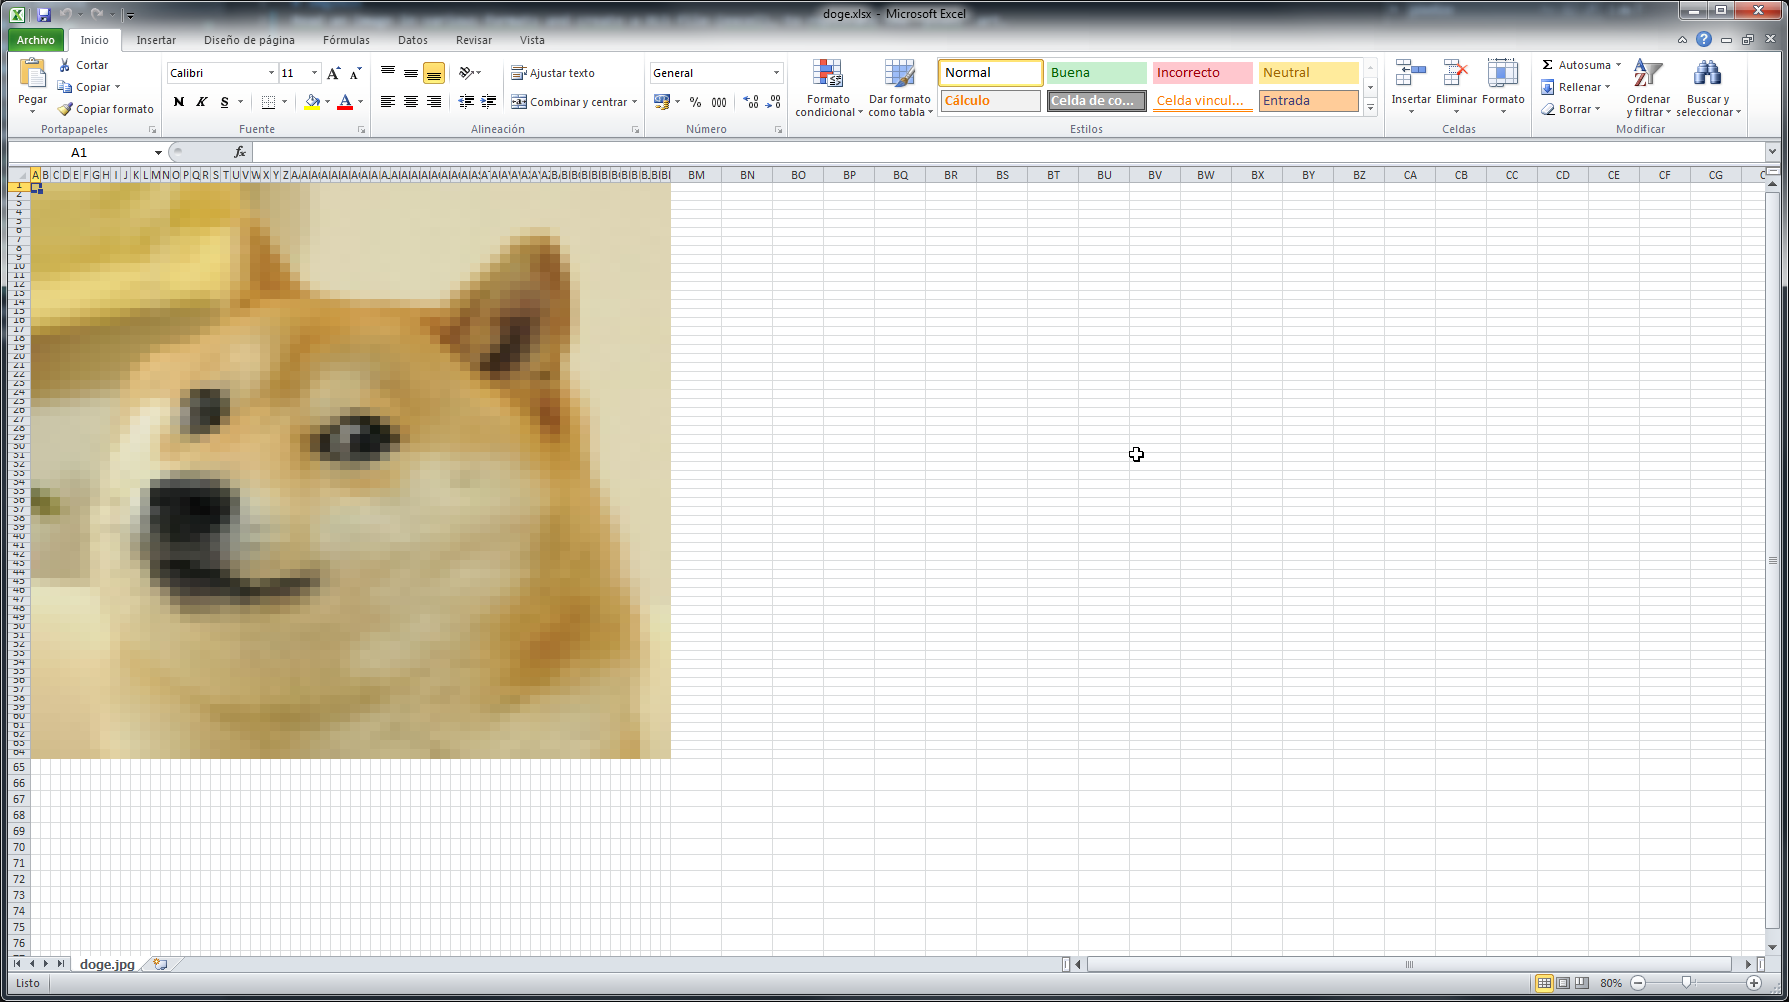 doge.xlsx - Microsoft Excel
Archivo Inicio Insertar Diseño de página Fórmulas Datos Revisar Vista
Pegar Cortar Copiar Copiar formato
Calibri 11
N K S
Ajustar texto
Combinar y centrar
General
% 000
Formato condicional
Dar formato como tabla
Normal Buena Incorrecto Neutral
Cálculo Celda de co... Celda vincul... Entrada
Insertar Eliminar Formato
Autosuma
Rellenar
Borrar
Ordenar y filtrar
Buscar y seleccionar
Portapapeles Fuente Alineación Número Estilos Celdas Modificar
A1 fx
A B C D E F G H I J K L M N O P Q R S T U V W X Y Z BM BN BO BP BQ BR BS BT BU BV BW BX BY BZ CA CB CC CD CE CF CG
65
66
67
68
69
70
71
72
73
74
75
76
doge.jpg
Listo 80%